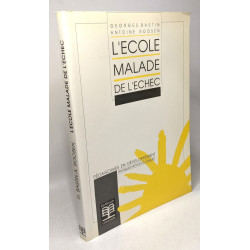 GEORGES BASTIN
ANTOINE ROOSEN
L'ECOLE
MALADE
DE L'ECHEC
PÉDAGOGIES EN DÉVELOPPEMENT
L'ECOLE MALADE DE L'ECHEC